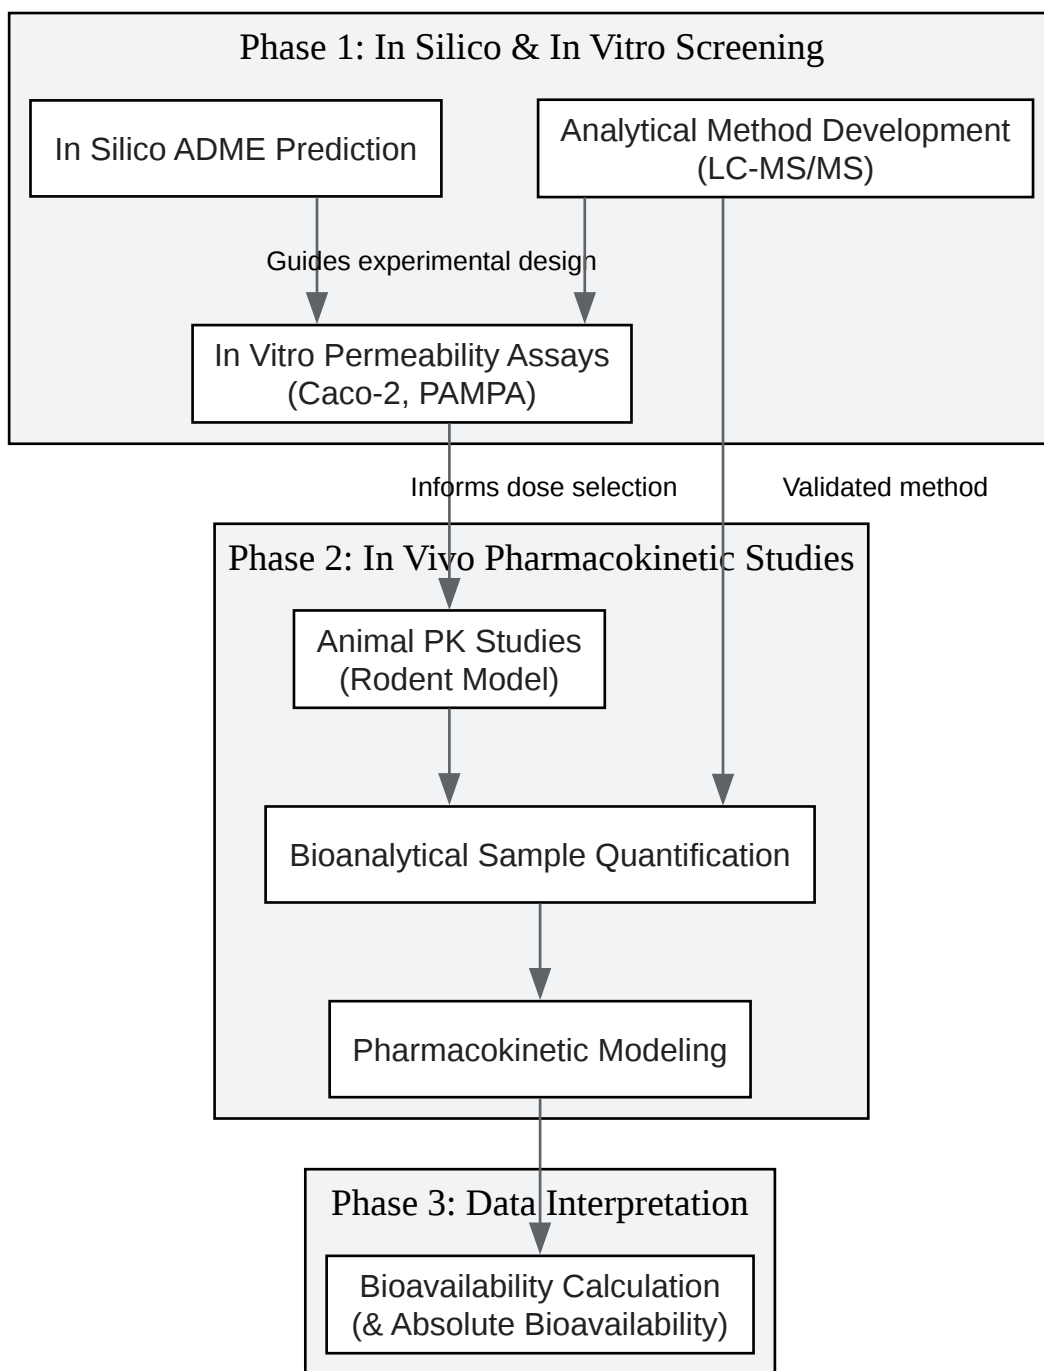 Phase 1: In Silico & In Vitro Screening
In Silico ADME Prediction
Analytical Method Development
(LC-MS/MS)
Guides experimental design
In Vitro Permeability Assays
(Caco-2, PAMPA)
Informs dose selection
Validated method
Phase 2: In Vivo Pharmacokinetic Studies
Animal PK Studies
(Rodent Model)
Bioanalytical Sample Quantification
Pharmacokinetic Modeling
Phase 3: Data Interpretation
Bioavailability Calculation
(& Absolute Bioavailability)